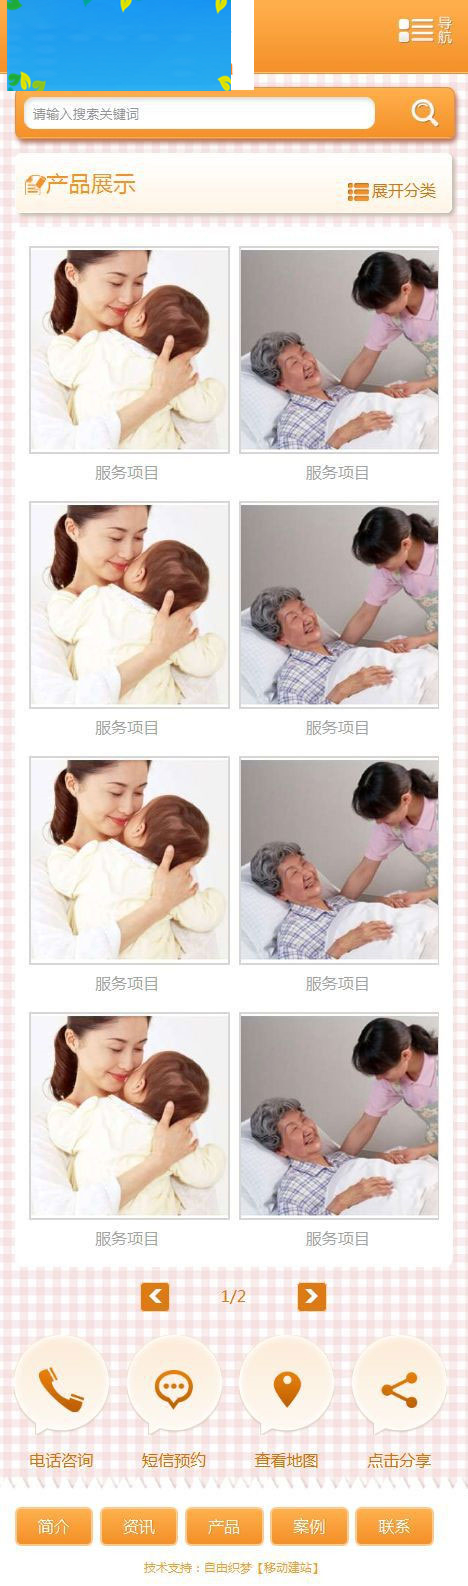 导航
请输入搜索关键词
产品展示
展开分类
服务项目 服务项目
服务项目 服务项目
服务项目 服务项目
服务项目 服务项目
1/2
电话咨询 短信预约 查看地图 点击分享
简介 资讯 产品 案例 联系
技术支持：自由织梦【移动建站】